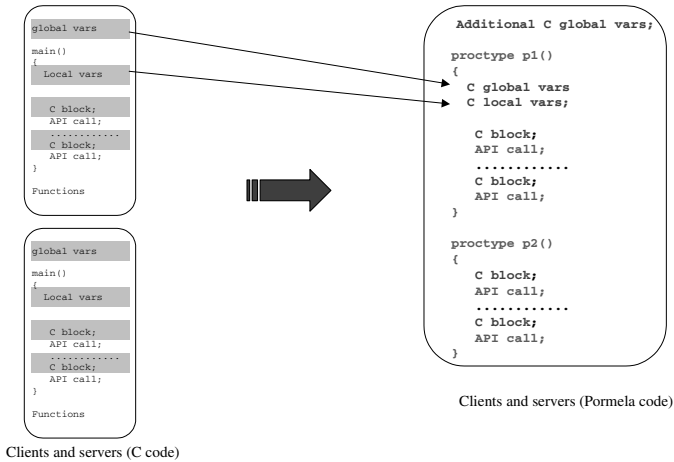 global vars
main()
{
Local vars
C block;
API call;
............
C block;
API call;
}
Functions
global vars
main()
{
Local vars
C block;
API call;
............
C block;
API call;
}
Functions
Clients and servers (C code)
Additional C global vars;
proctype p1()
{
C global vars
C local vars;
C block;
API call;
............
C block;
API call;
}
proctype p2()
{
C block;
API call;
............
C block;
API call;
}
Clients and servers (Pormela code)